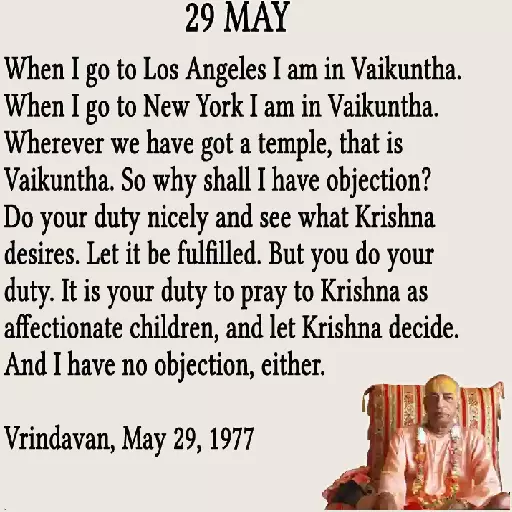 29 MAY
When I go to Los Angeles I am in Vaikuntha.
When I go to New York I am in Vaikuntha.
Wherever we have got a temple, that is
Vaikuntha. So why shall I have objection?
Do your duty nicely and see what Krishna
desires. Let it be fulfilled. But you do your
duty. It is your duty to pray to Krishna as
affectionate children, and let Krishna decide.
And I have no objection, either.
Vrindavan, May 29, 1977